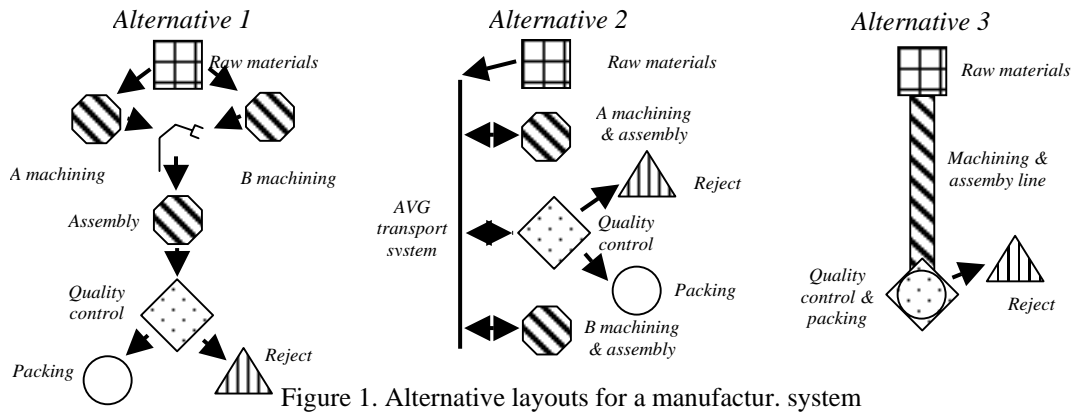 Alternative 1
Raw materials
A machining
B machining
Assembly
Quality
control
Packing
Reject
Alternative 2
Raw materials
A machining
& assembly
Reject
AVG
transport
system
Quality
control
Packing
B machining
& assembly
Alternative 3
Raw materials
Machining &
assemby line
Quality
control &
packing
Reject
Figure 1. Alternative layouts for a manufactur. system